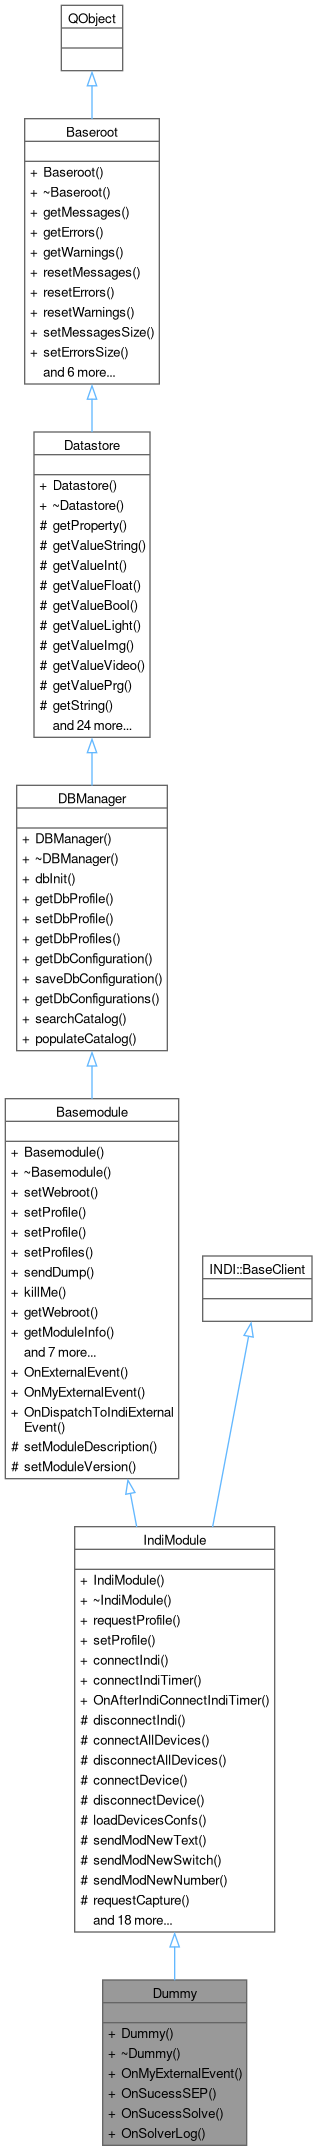 QObject
Baseroot
+ Baseroot()
+ ~Baseroot()
+ getMessages()
+ getErrors()
+ getWarnings()
+ resetMessages()
+ resetErrors()
+ resetWarnings()
+ setMessagesSize()
+ setErrorsSize()
and 6 more...
Datastore
+ Datastore()
+ ~Datastore()
# getProperty()
# getValueString()
# getValueInt()
# getValueFloat()
# getValueBool()
# getValueLight()
# getValueImg()
# getValueVideo()
# getValuePrg()
# getString()
and 24 more...
DBManager
+ DBManager()
+ ~DBManager()
+ dbInit()
+ getDbProfile()
+ setDbProfile()
+ getDbProfiles()
+ getDbConfiguration()
+ saveDbConfiguration()
+ getDbConfigurations()
+ searchCatalog()
+ populateCatalog()
Basemodule
+ Basemodule()
+ ~Basemodule()
+ setWebroot()
+ setProfile()
+ setProfile()
+ setProfiles()
+ sendDump()
+ killMe()
+ getWebroot()
+ getModuleInfo()
and 7 more...
+ OnExternalEvent()
+ OnMyExternalEvent()
+ OnDispatchToIndiExternal
Event()
# setModuleDescription()
# setModuleVersion()
INDI::BaseClient
IndiModule
+ IndiModule()
+ ~IndiModule()
+ requestProfile()
+ setProfile()
+ connectIndi()
+ connectIndiTimer()
+ OnAfterIndiConnectIndiTimer()
# disconnectIndi()
# connectAllDevices()
# disconnectAllDevices()
# connectDevice()
# disconnectDevice()
# loadDevicesConfs()
# sendModNewText()
# sendModNewSwitch()
# sendModNewNumber()
# requestCapture()
and 18 more...
Dummy
+ Dummy()
+ ~Dummy()
+ OnMyExternalEvent()
+ OnSucessSEP()
+ OnSucessSolve()
+ OnSolverLog()